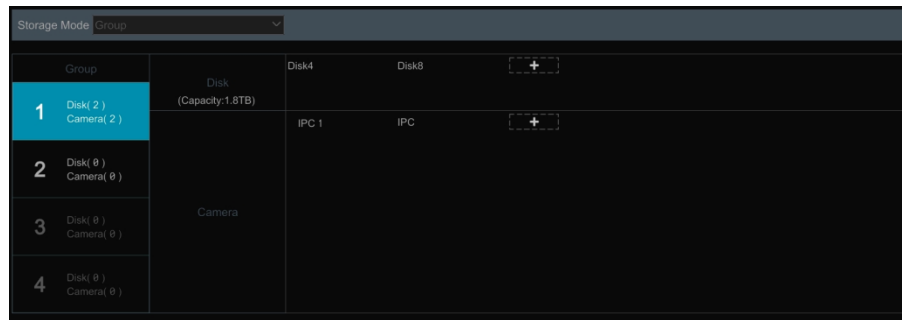 Storage Mode Group
Group
1
Disk( 2 )
Camera( 2 )
2
Disk( 0 )
Camera( 0 )
3
Disk( 0 )
Camera( 0 )
4
Disk( 0 )
Camera( 0 )
Disk
(Capacity:1.8TB)
Disk4 Disk8 +
Camera
IPC 1 IPC +